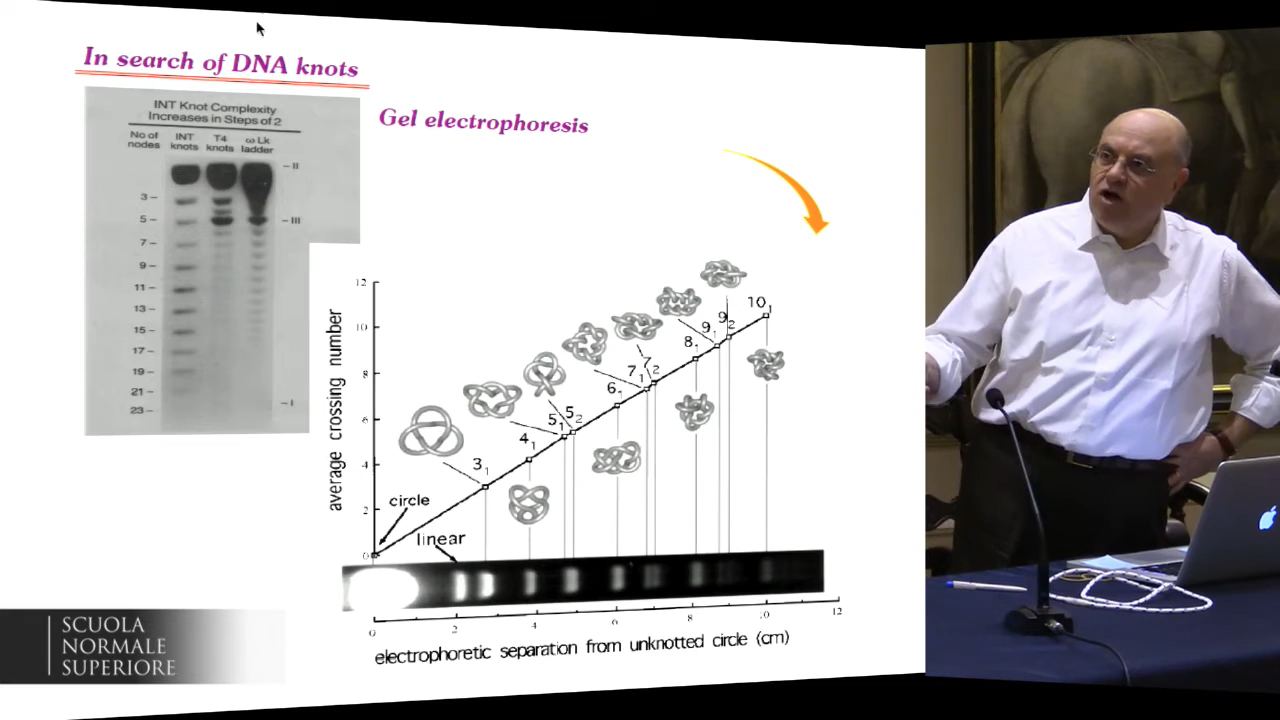 In search of DNA knots
Gel electrophoresis
INT Knot Complexity
Increases in Steps of 2
No of nodes
INT knots
T4 knots
ω Lk ladder
II
3
5
III
7
9
11
13
15
17
19
21
I
23
average crossing number
12
10
8
6
4
2
0
circle
linear
3₁
4₁
5₁
5₂
6₁
7₁
7₂
8₁
9₁
9₂
10₁
0 2 4 6 8 10 12
electrophoretic separation from unknotted circle (cm)
SCUOLA
NORMALE
SUPERIORE